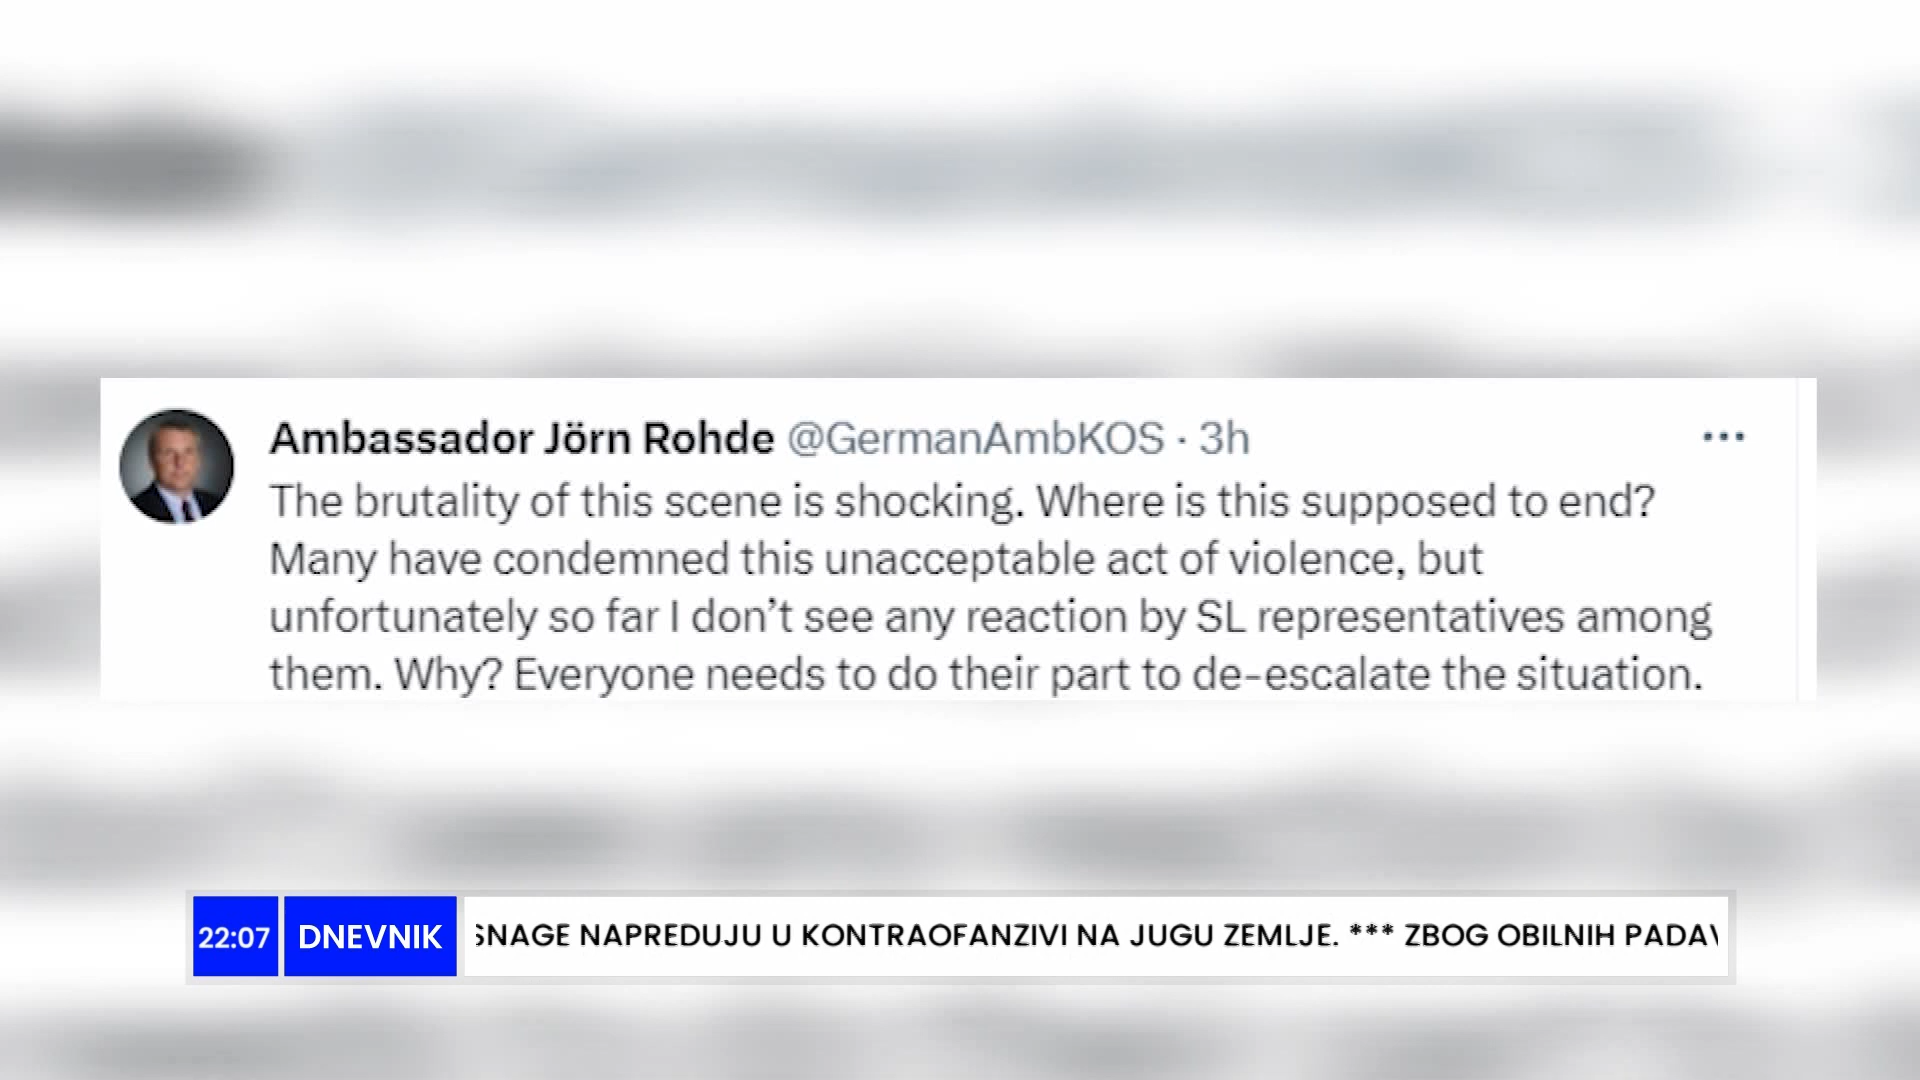 Ambassador Jörn Rohde @GermanAmbKOS · 3h
The brutality of this scene is shocking. Where is this supposed to end?
Many have condemned this unacceptable act of violence, but
unfortunately so far I don’t see any reaction by SL representatives among
them. Why? Everyone needs to do their part to de-escalate the situation.
22:07 DNEVNIK SNAGE NAPREDUJU U KONTRAOFANZIVI NA JUGU ZEMLJE. *** ZBOG OBILNIH